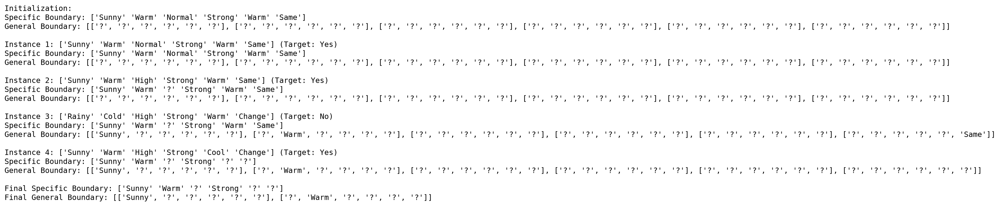 Initialization:
Specific Boundary: ['Sunny' 'Warm' 'Normal' 'Strong' 'Warm' 'Same']
General Boundary: [['?', '?', '?', '?', '?', '?'], ['?', '?', '?', '?', '?', '?'], ['?', '?', '?', '?', '?', '?'], ['?', '?', '?', '?', '?', '?'], ['?', '?', '?', '?', '?', '?'], ['?', '?', '?', '?', '?', '?']]
Instance 1: ['Sunny' 'Warm' 'Normal' 'Strong' 'Warm' 'Same'] (Target: Yes)
Specific Boundary: ['Sunny' 'Warm' 'Normal' 'Strong' 'Warm' 'Same']
General Boundary: [['?', '?', '?', '?', '?', '?'], ['?', '?', '?', '?', '?', '?'], ['?', '?', '?', '?', '?', '?'], ['?', '?', '?', '?', '?', '?'], ['?', '?', '?', '?', '?', '?'], ['?', '?', '?', '?', '?', '?']]
Instance 2: ['Sunny' 'Warm' 'High' 'Strong' 'Warm' 'Same'] (Target: Yes)
Specific Boundary: ['Sunny' 'Warm' '?' 'Strong' 'Warm' 'Same']
General Boundary: [['?', '?', '?', '?', '?', '?'], ['?', '?', '?', '?', '?', '?'], ['?', '?', '?', '?', '?', '?'], ['?', '?', '?', '?', '?', '?'], ['?', '?', '?', '?', '?', '?'], ['?', '?', '?', '?', '?', '?']]
Instance 3: ['Rainy' 'Cold' 'High' 'Strong' 'Warm' 'Change'] (Target: No)
Specific Boundary: ['Sunny' 'Warm' '?' 'Strong' 'Warm' 'Same']
General Boundary: [['Sunny', '?', '?', '?', '?', '?'], ['?', 'Warm', '?', '?', '?', '?'], ['?', '?', '?', '?', '?', '?'], ['?', '?', '?', '?', '?', '?'], ['?', '?', '?', '?', '?', '?'], ['?', '?', '?', '?', '?', 'Same']]
Instance 4: ['Sunny' 'Warm' 'High' 'Strong' 'Cool' 'Change'] (Target: Yes)
Specific Boundary: ['Sunny' 'Warm' '?' 'Strong' '?' '?']
General Boundary: [['Sunny', '?', '?', '?', '?', '?'], ['?', 'Warm', '?', '?', '?', '?'], ['?', '?', '?', '?', '?', '?'], ['?', '?', '?', '?', '?', '?'], ['?', '?', '?', '?', '?', '?'], ['?', '?', '?', '?', '?', '?']]
Final Specific Boundary: ['Sunny' 'Warm' '?' 'Strong' '?' '?']
Final General Boundary: [['Sunny', '?', '?', '?', '?', '?'], ['?', 'Warm', '?', '?', '?', '?']]